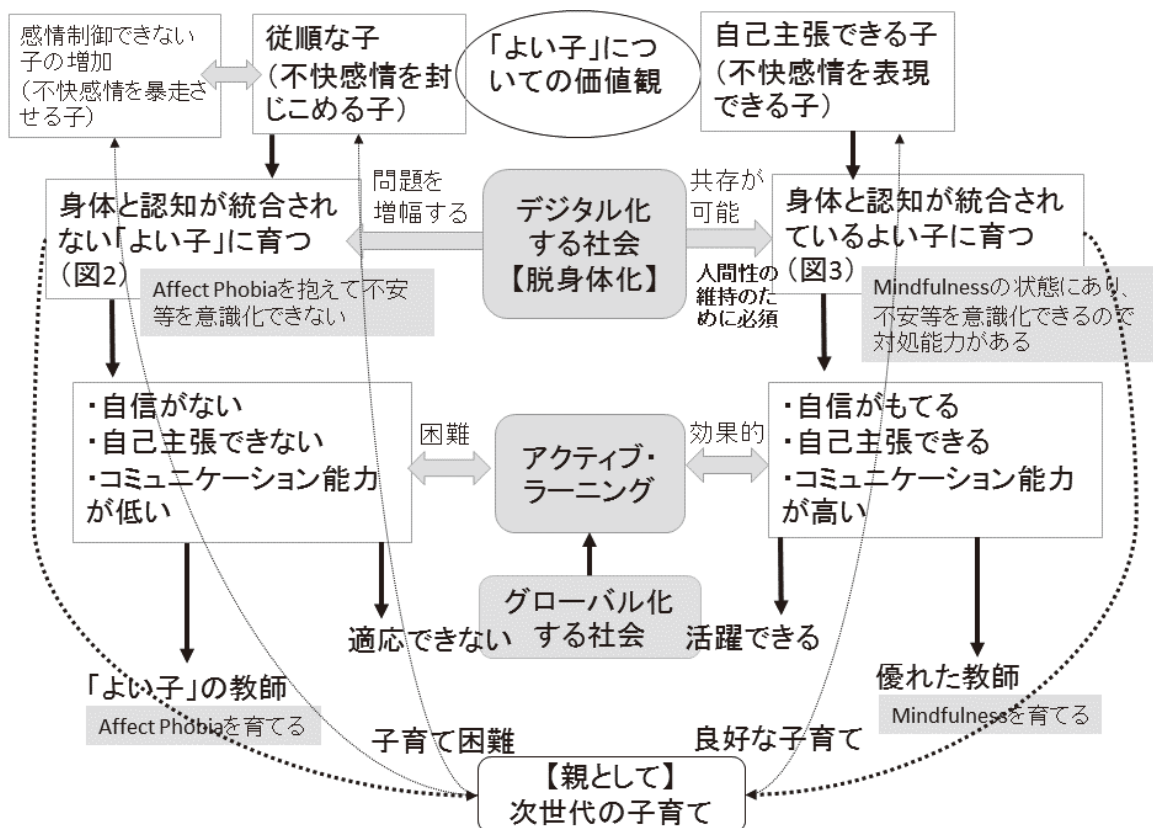 感情制御できない
子の増加
(不快感情を暴走さ
せる子)
従順な子
(不快感情を封
じこめる子)
「よい子」につ
いての価値観
自己主張できる子
(不快感情を表現
できる子)
身体と認知が統合され
ない「よい子」に育つ
(図2)
Affect Phobiaを抱えて不安
等を意識化できない
問題を
増幅する
デジタル化
する社会
【脱身体化】
共存が
可能
人間性の
維持のた
めに必須
身体と認知が統合され
ているよい子に育つ
(図3)
Mindfulnessの状態にあり、
不安等を意識化できるので
対処能力がある
・自信がない
・自己主張できない
・コミュニケーション能力
が低い
困難
アクティブ・
ラーニング
効果的
・自信がもてる
・自己主張できる
・コミュニケーション能力
が高い
グローバル化
する社会
適応できない
活躍できる
「よい子」の教師
Affect Phobiaを育てる
優れた教師
Mindfulnessを育てる
子育て困難
良好な子育て
【親として】
次世代の子育て